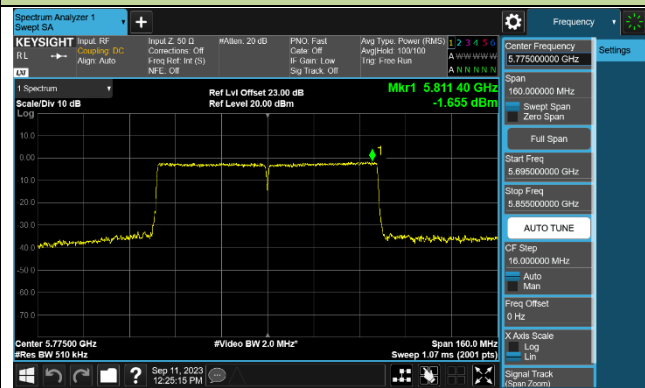 Spectrum Analyzer 1
Swept SA
Frequency
KEYSIGHT
RL
LXI
Input: RF
Coupling: DC
Align: Auto
Input Z: 50 Ω
Corrections: Off
Freq Ref: Int (S)
NFE: Off
#Atten: 20 dB
PNO: Fast
Gate: Off
IF Gain: Low
Sig Track: Off
Avg Type: Power (RMS)
Avg|Hold: 100/100
Trig: Free Run
1 2 3 4 5 6
A W W W W W
A N N N N N
Center Frequency
5.775000000 GHz
Settings
Span
160.000000 MHz
Swept Span
Zero Span
Full Span
Start Freq
5.695000000 GHz
Stop Freq
5.855000000 GHz
AUTO TUNE
CF Step
16.000000 MHz
Auto
Man
Freq Offset
0 Hz
X Axis Scale
Log
Lin
Signal Track
(Span Zoom)
1 Spectrum
Scale/Div 10 dB
Log
Ref Lvl Offset 23.00 dB
Ref Level 20.00 dBm
Mkr1 5.811 40 GHz
-1.655 dBm
1
10.0
0.00
-10.0
-20.0
-30.0
-40.0
-50.0
-60.0
-70.0
Center 5.77500 GHz
#Res BW 510 kHz
#Video BW 2.0 MHz*
Span 160.0 MHz
Sweep 1.07 ms (2001 pts)
Sep 11, 2023
12:25:15 PM